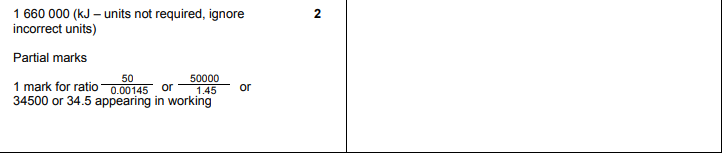 1 660 000 (kJ – units not required, ignore 2
incorrect units)
Partial marks
1 mark for ratio 50/0.00145 or 50000/1.45 or
34500 or 34.5 appearing in working